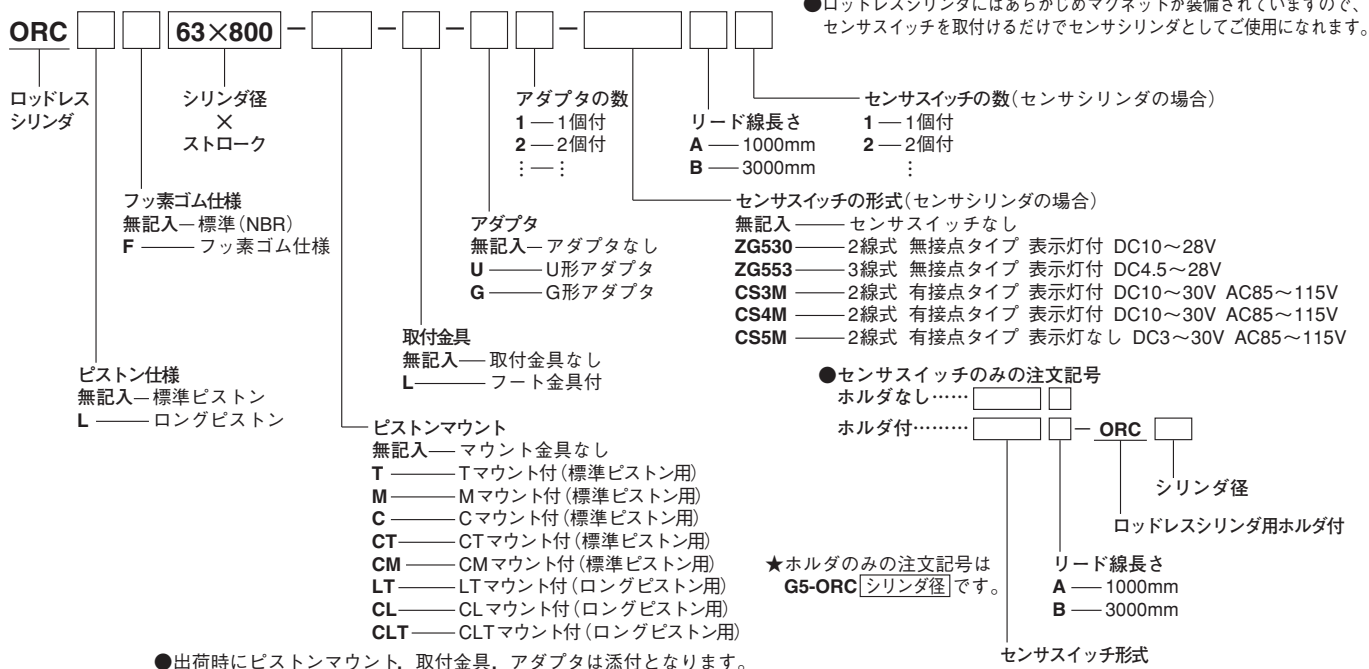 ●ロッドレスシリンダにはあらかじめマグネットが装備されていますので、
センサスイッチを取付けるだけでセンサシリンダとしてご使用になれます。
ORC 63×800 － － － － 
ロッドレス
シリンダ
シリンダ径
×
ストローク
アダプタの数
1 ― 1個付
2 ― 2個付
⋮ ― ⋮
リード線長さ
A ― 1000mm
B ― 3000mm
センサスイッチの数(センサシリンダの場合)
1 ― 1個付
2 ― 2個付
⋮
フッ素ゴム仕様
無記入―標準(NBR)
F ― フッ素ゴム仕様
アダプタ
無記入―アダプタなし
U ― U形アダプタ
G ― G形アダプタ
センサスイッチの形式(センサシリンダの場合)
無記入 ― センサスイッチなし
ZG530 ― 2線式 無接点タイプ 表示灯付 DC10～28V
ZG553 ― 3線式 無接点タイプ 表示灯付 DC4.5～28V
CS3M ― 2線式 有接点タイプ 表示灯付 DC10～30V AC85～115V
CS4M ― 2線式 有接点タイプ 表示灯付 DC10～30V AC85～115V
CS5M ― 2線式 有接点タイプ 表示灯なし DC3～30V AC85～115V
取付金具
無記入― 取付金具なし
L ― フート金具付
ピストン仕様
無記入―標準ピストン
L ― ロングピストン
ピストンマウント
無記入― マウント金具なし
T ― Tマウント付(標準ピストン用)
M ― Mマウント付(標準ピストン用)
C ― Cマウント付(標準ピストン用)
CT ― CTマウント付(標準ピストン用)
CM ― CMマウント付(標準ピストン用)
LT ― LTマウント付(ロングピストン用)
CL ― CLマウント付(ロングピストン用)
CLT ― CLTマウント付(ロングピストン用)
●センサスイッチのみの注文記号
ホルダなし……
ホルダ付……… － ORC
シリンダ径
ロッドレスシリンダ用ホルダ付
リード線長さ
A ― 1000mm
B ― 3000mm
センサスイッチ形式
★ホルダのみの注文記号は
G5-ORC シリンダ径 です。
●出荷時にピストンマウント，取付金具，アダプタは添付となります。